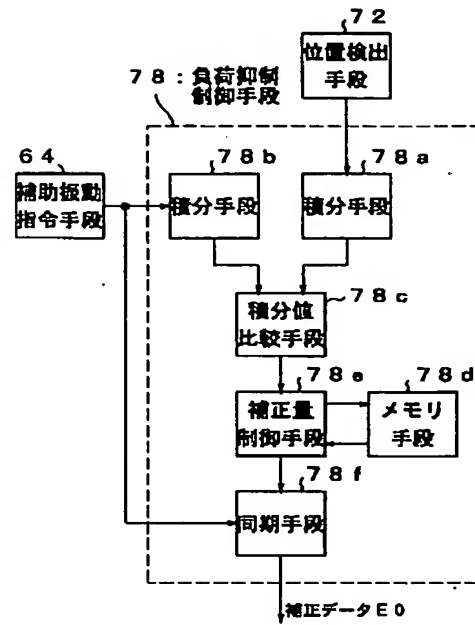 72
位置検出
手段
78:負荷抑制
制御手段
64
補助振動
指令手段
78b
積分手段
78a
積分手段
78c
積分値
比較手段
78e
補正量
制御手段
78d
メモリ
手段
78f
同期手段
補正データE0